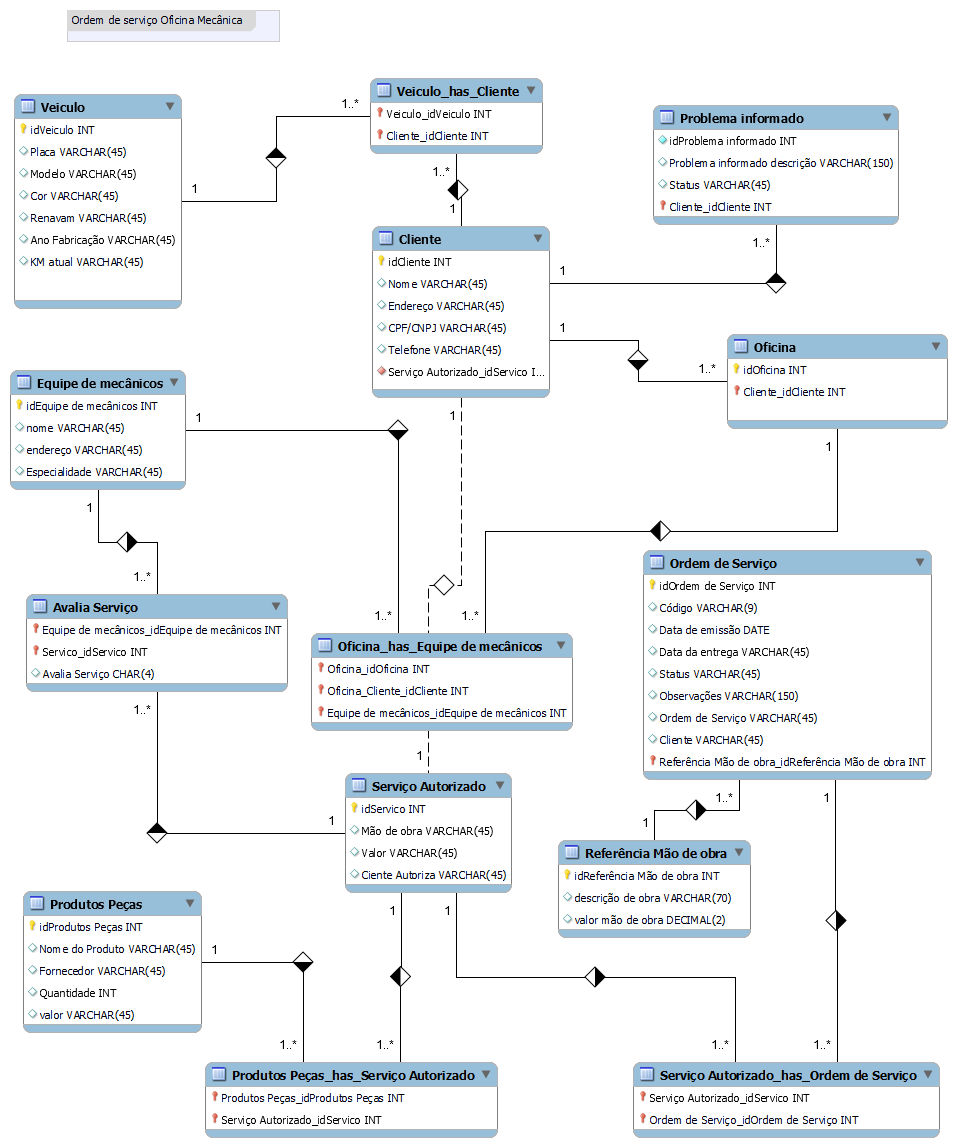 Ordem de serviço Oficina Mecânica
Veiculo
idVeiculo INT
Placa VARCHAR(45)
Modelo VARCHAR(45)
Cor VARCHAR(45)
Renavam VARCHAR(45)
Ano Fabricação VARCHAR(45)
KM atual VARCHAR(45)
1
1..*
Veiculo_has_Cliente
Veiculo_idVeiculo INT
Cliente_idCliente INT
1..*
1
Problema informado
idProblema informado INT
Problema informado descrição VARCHAR(150)
Status VARCHAR(45)
Cliente_idCliente INT
1..*
Cliente
idCliente INT
Nome VARCHAR(45)
Endereço VARCHAR(45)
CPF/CNPJ VARCHAR(45)
Telefone VARCHAR(45)
Serviço Autorizado_idServico I...
1
1
1..*
1
Oficina
idOficina INT
Cliente_idCliente INT
1
Equipe de mecânicos
idEquipe de mecânicos INT
nome VARCHAR(45)
endereço VARCHAR(45)
Especialidade VARCHAR(45)
1
1
1..*
1..*
1..*
Avalia Serviço
Equipe de mecânicos_idEquipe de mecânicos INT
Servico_idServico INT
Avalia Serviço CHAR(4)
1..*
Oficina_has_Equipe de mecânicos
Oficina_idOficina INT
Oficina_Cliente_idCliente INT
Equipe de mecânicos_idEquipe de mecânicos INT
1
Ordem de Serviço
idOrdem de Serviço INT
Código VARCHAR(9)
Data de emissão DATE
Data da entrega VARCHAR(45)
Status VARCHAR(45)
Observações VARCHAR(150)
Ordem de Serviço VARCHAR(45)
Cliente VARCHAR(45)
Referência Mão de obra_idReferência Mão de obra INT
1..*
1
1
Serviço Autorizado
idServico INT
Mão de obra VARCHAR(45)
Valor VARCHAR(45)
Ciente Autoriza VARCHAR(45)
1
1
1
Referência Mão de obra
idReferência Mão de obra INT
descrição de obra VARCHAR(70)
valor mão de obra DECIMAL(2)
Produtos Peças
idProdutos Peças INT
Nome do Produto VARCHAR(45)
Fornecedor VARCHAR(45)
Quantidade INT
valor VARCHAR(45)
1
1..*
1..*
1..*
1..*
Produtos Peças_has_Serviço Autorizado
Produtos Peças_idProdutos Peças INT
Serviço Autorizado_idServico INT
Serviço Autorizado_has_Ordem de Serviço
Serviço Autorizado_idServico INT
Ordem de Serviço_idOrdem de Serviço INT